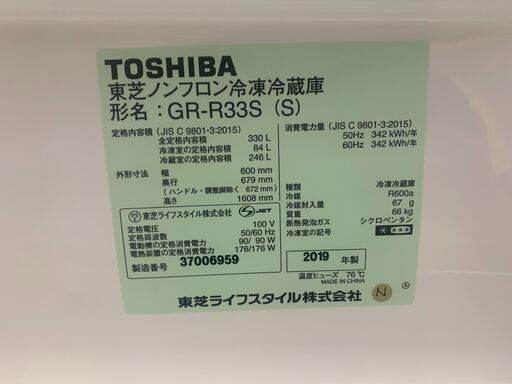 TOSHIBA
東芝ノンフロン冷凍冷蔵庫
形名：GR-R33S（S）
定格内容積（JIS C 9801-3:2015）
全定格内容積 330 L
冷凍室の定格内容積 84 L
冷蔵室の定格内容積 246 L
外形寸法 幅 600 mm
奥行 679 mm
（ハンドル・調整脚除く 672 mm）
高さ 1608 mm
東芝ライフスタイル株式会社 S-JET
定格電圧 100 V
定格周波数 50/60 Hz
電動機の定格消費電力 90/ 90 W
電熱装置の定格消費電力 176/176 W
製造番号 37006959
消費電力量（JIS C 9801-3:2015）
50Hz 342 kWh/年
60Hz 342 kWh/年
種類 冷凍冷蔵庫
冷媒 R600a
冷媒封入量 67 g
質量 66 kg
断熱発泡ガス シクロペンタン
冷凍室の記号
2019 年製
温度ヒューズ 76℃
MADE IN CHINA
東芝ライフスタイル株式会社
N
A